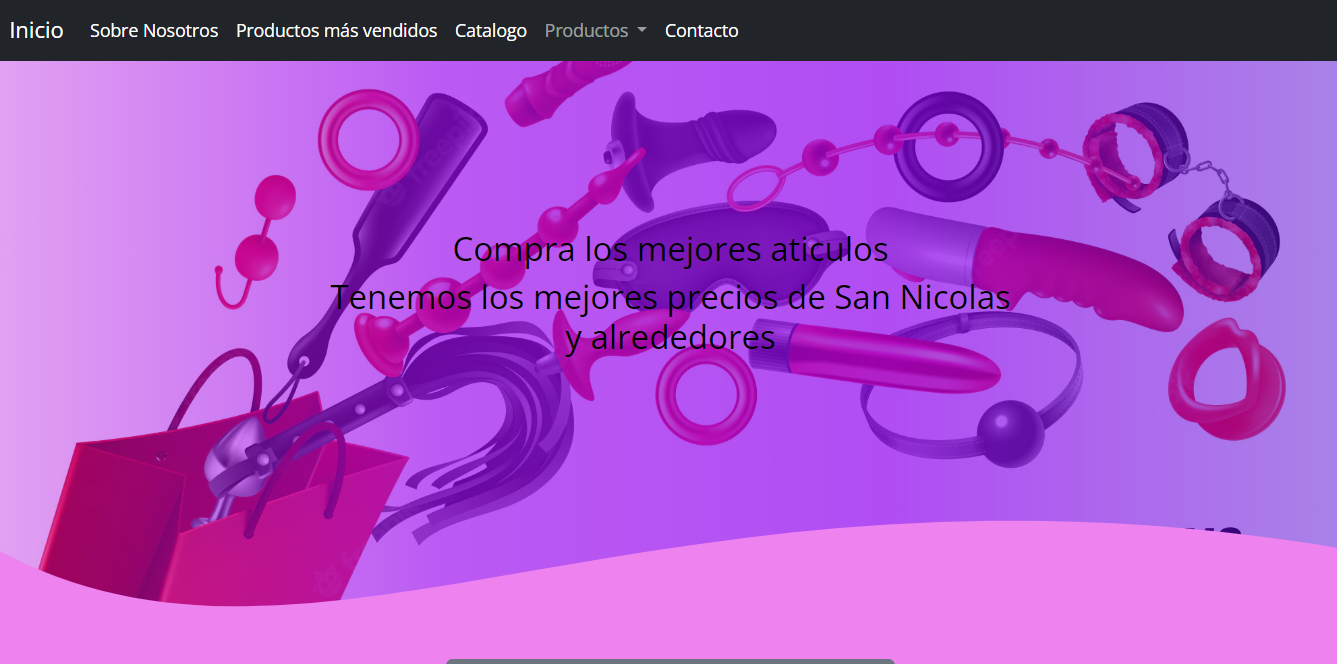 Inicio Sobre Nosotros Productos más vendidos Catalogo Productos Contacto
Compra los mejores aticulos
Tenemos los mejores precios de San Nicolas
y alrededores